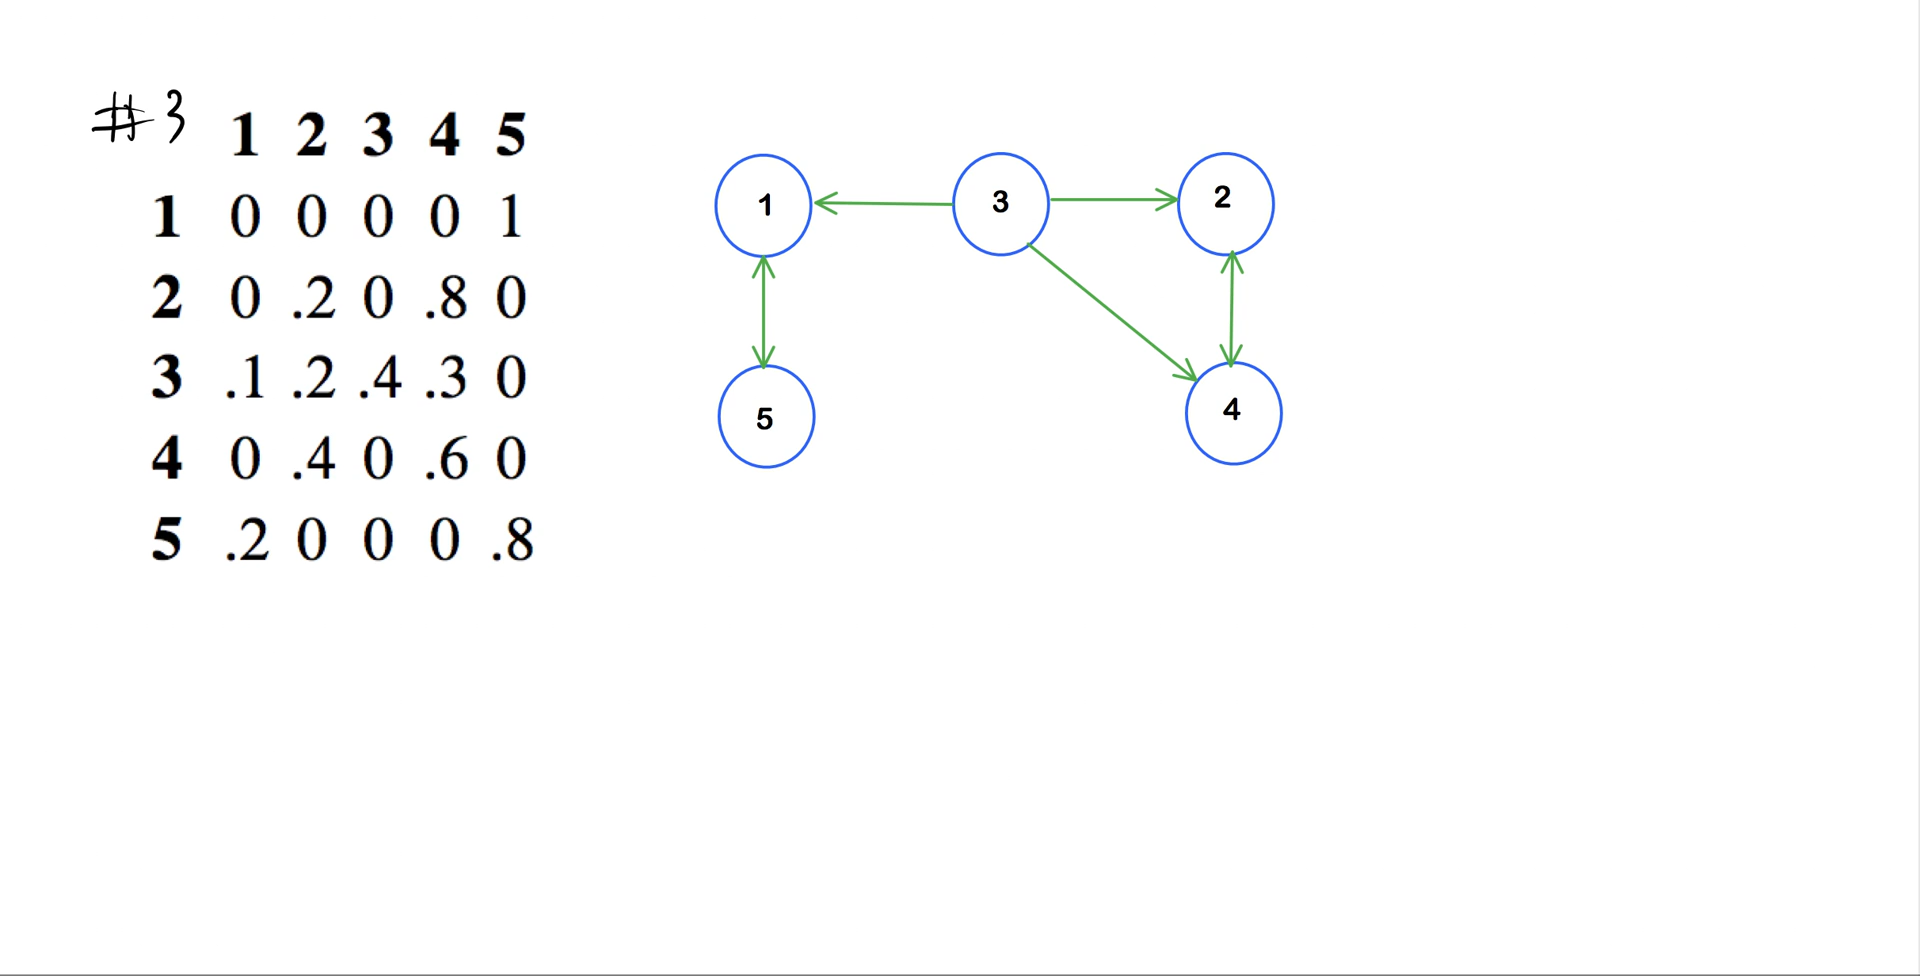 #3 1 2 3 4 5
1 0 0 0 0 1
2 0 .2 0 .8 0
3 .1 .2 .4 .3 0
4 0 .4 0 .6 0
5 .2 0 0 0 .8
1 3 2
5 4